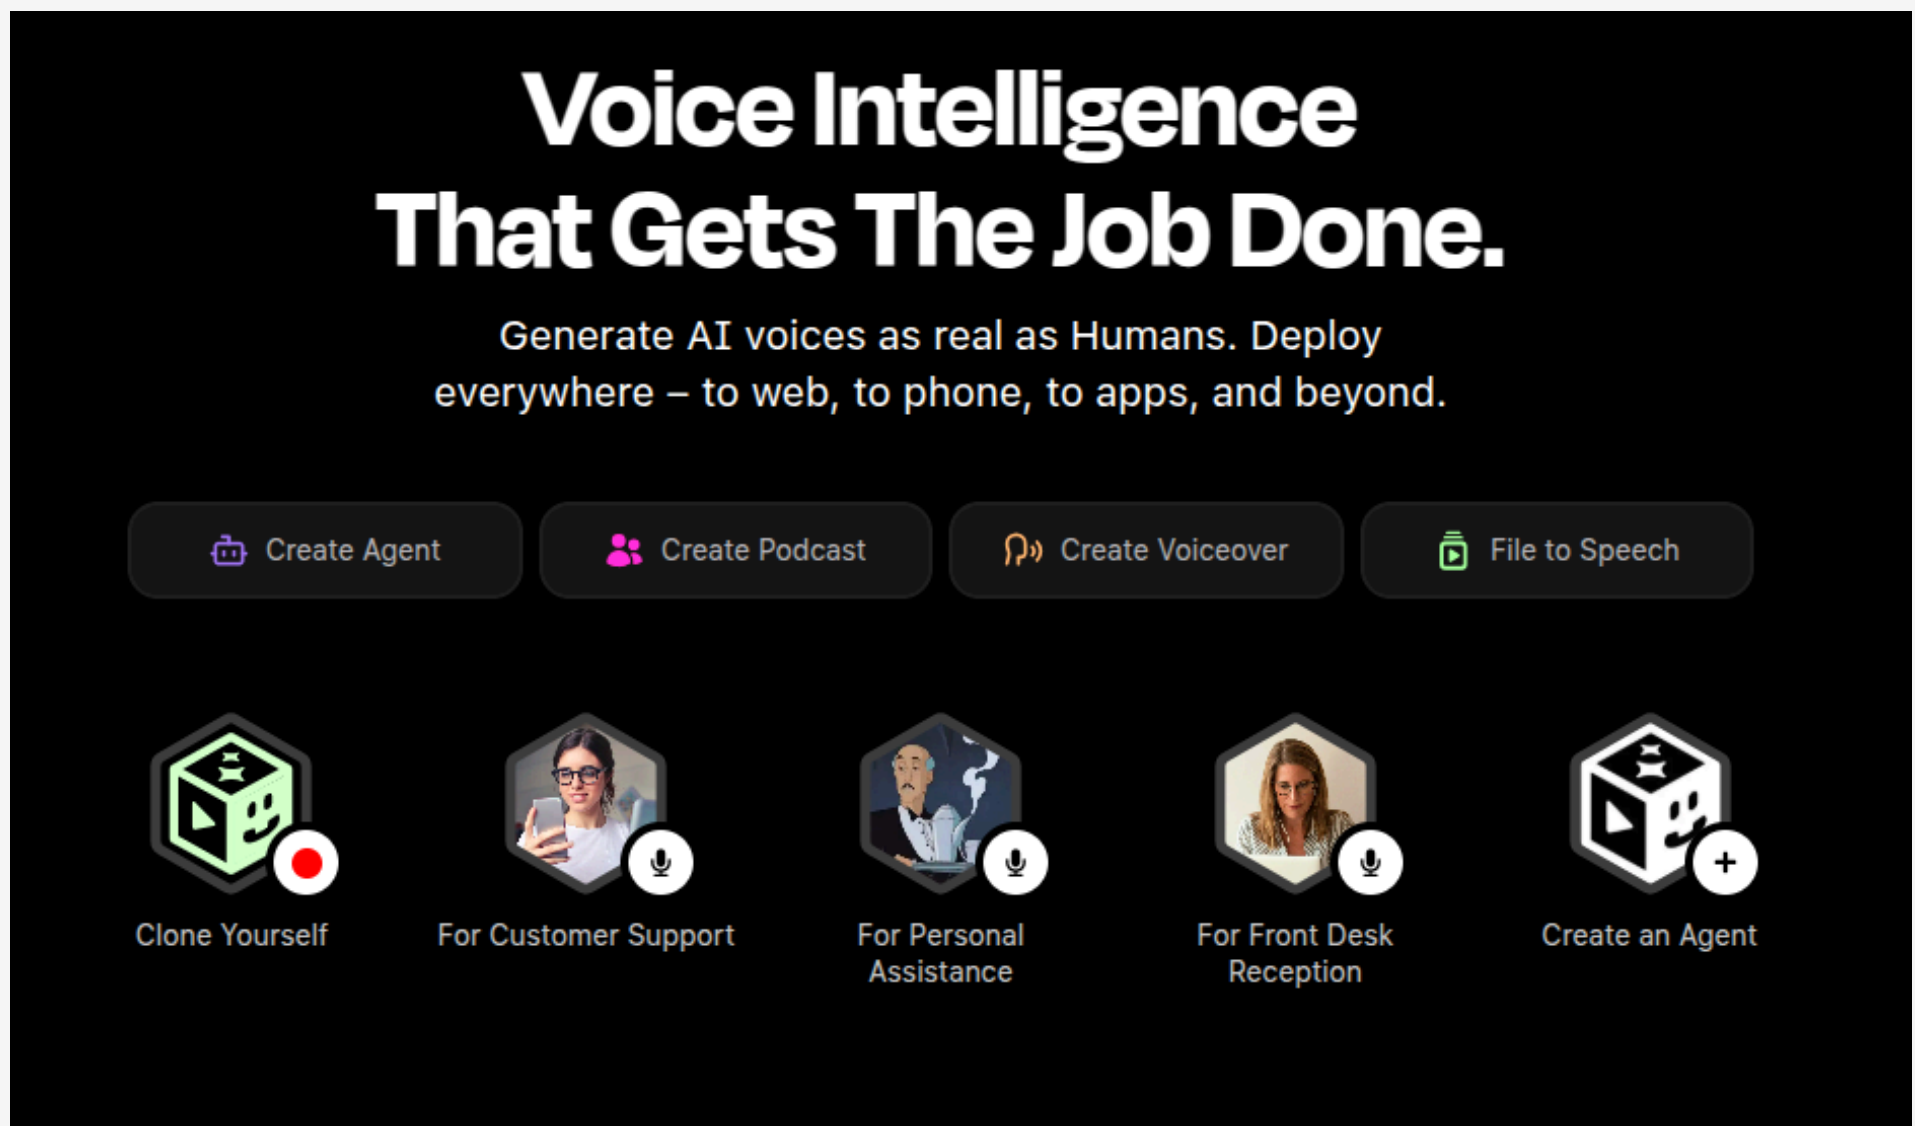 Voice Intelligence
That Gets The Job Done.
Generate AI voices as real as Humans. Deploy
everywhere – to web, to phone, to apps, and beyond.
Create Agent
Create Podcast
Create Voiceover
File to Speech
Clone Yourself
For Customer Support
For Personal
Assistance
For Front Desk
Reception
Create an Agent